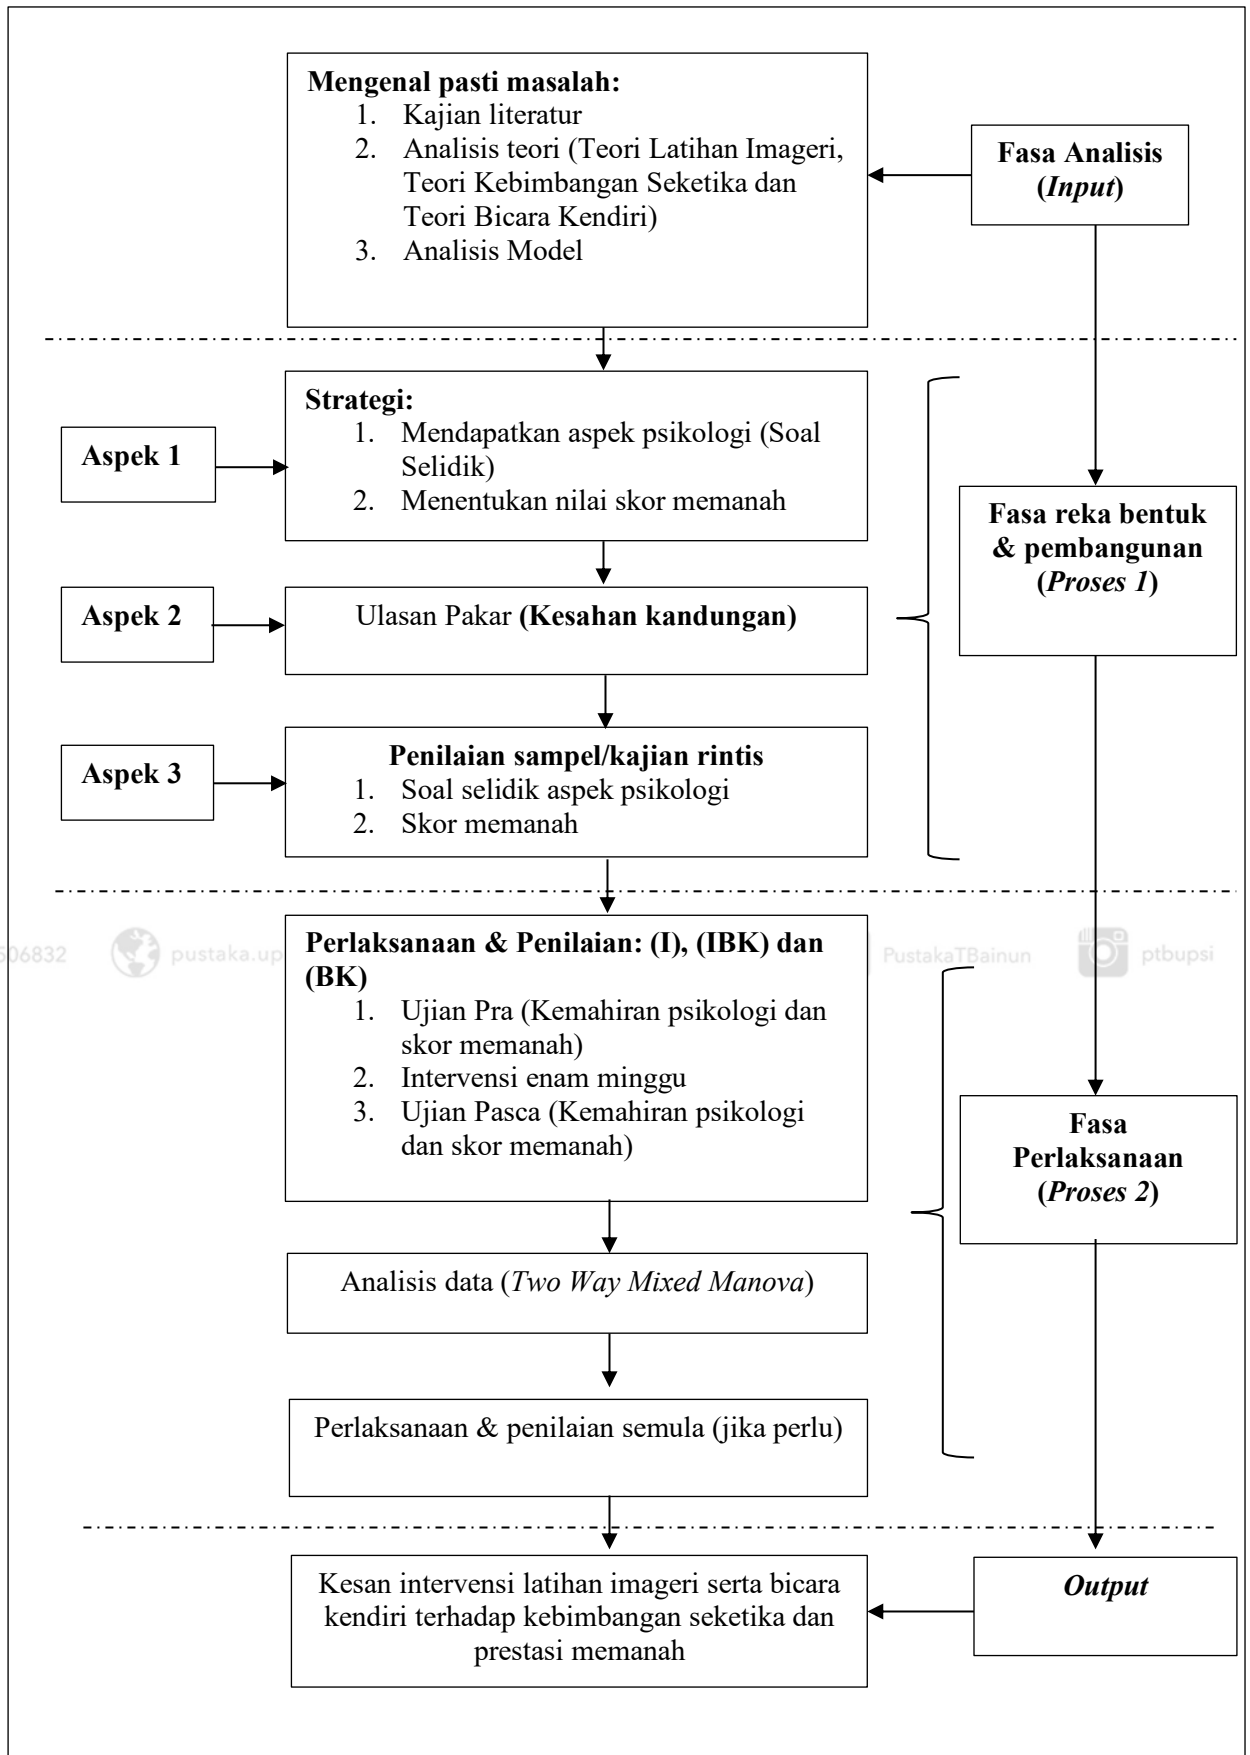 Mengenal pasti masalah:
1. Kajian literatur
2. Analisis teori (Teori Latihan Imageri,
Teori Kebimbangan Seketika dan
Teori Bicara Kendiri)
3. Analisis Model
Fasa Analisis
(Input)
Strategi:
1. Mendapatkan aspek psikologi (Soal
Selidik)
2. Menentukan nilai skor memanah
Aspek 1
Fasa reka bentuk
& pembangunan
(Proses 1)
Aspek 2
Ulasan Pakar (Kesahan kandungan)
Aspek 3
Penilaian sampel/kajian rintis
1. Soal selidik aspek psikologi
2. Skor memanah
506832
pustaka.up
PustakaTBainun
ptbupsi
Perlaksanaan & Penilaian: (I), (IBK) dan
(BK)
1. Ujian Pra (Kemahiran psikologi dan
skor memanah)
2. Intervensi enam minggu
3. Ujian Pasca (Kemahiran psikologi
dan skor memanah)
Fasa
Perlaksanaan
(Proses 2)
Analisis data (Two Way Mixed Manova)
Perlaksanaan & penilaian semula (jika perlu)
Kesan intervensi latihan imageri serta bicara
kendiri terhadap kebimbangan seketika dan
prestasi memanah
Output